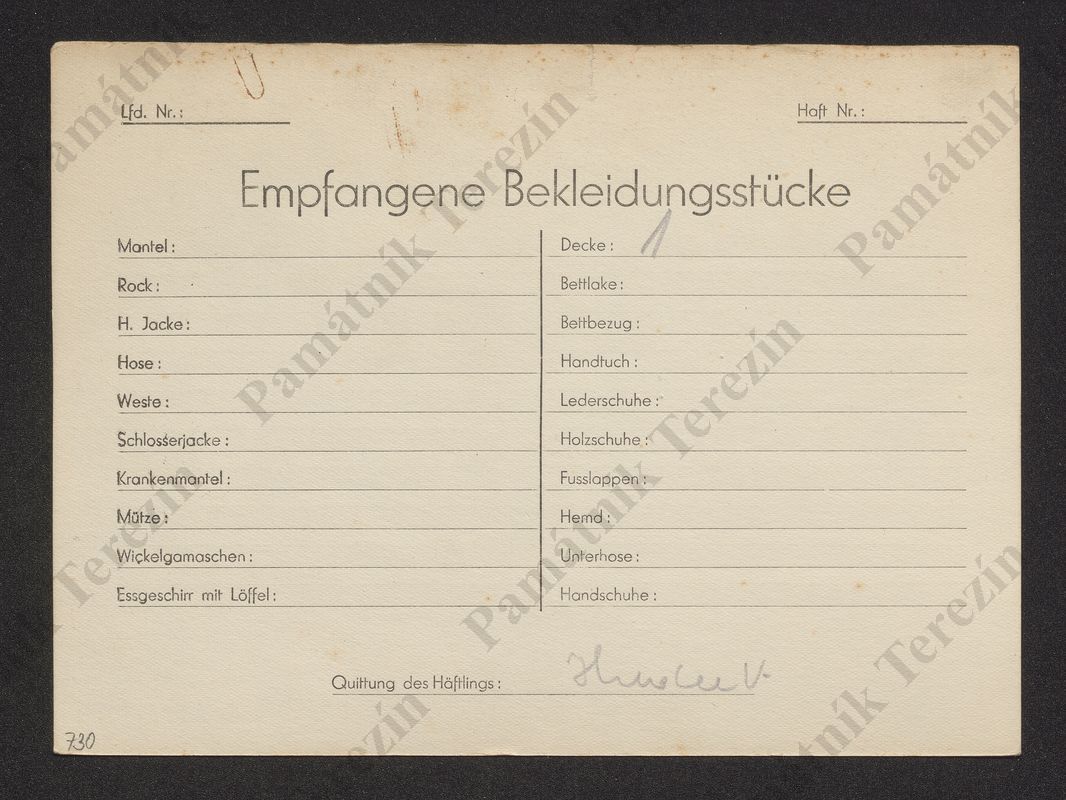 Lfd. Nr.:
Haft Nr.:
Empfangene Bekleidungsstücke
Mantel:
Rock:
H. Jacke:
Hose:
Weste:
Schlosserjacke:
Krankenmantel:
Mütze:
Wickelgamaschen:
Essgeschirr mit Löffel:
Decke: 1
Bettlake:
Bettbezug:
Handtuch:
Lederschuhe:
Holzschuhe:
Fusslappen:
Hemd:
Unterhose:
Handschuhe:
Quittung des Häftlings:
730
Památník Terezín